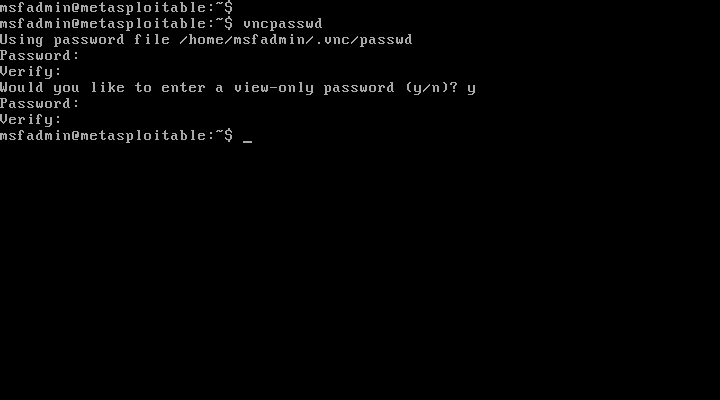 msfadmin@metasploitable:~$
msfadmin@metasploitable:~$ vncpasswd
Using password file /home/msfadmin/.vnc/passwd
Password:
Verify:
Would you like to enter a view-only password (y/n)? y
Password:
Verify:
msfadmin@metasploitable:~$ _